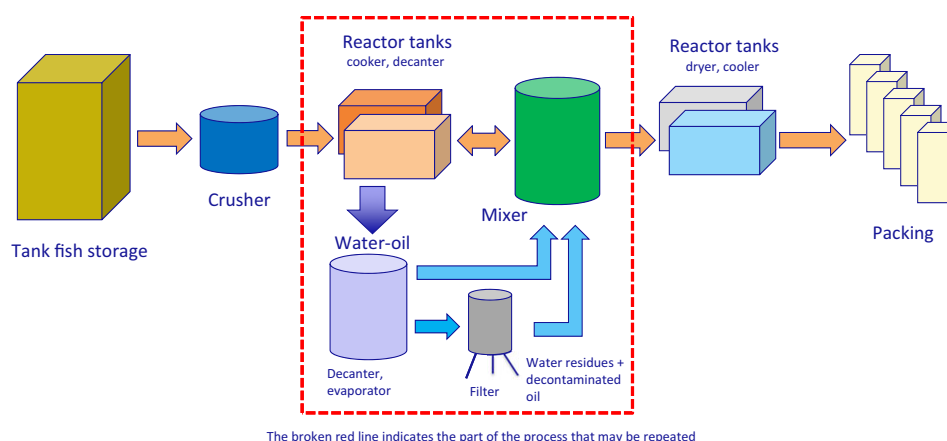 Reactor tanks
cooker, decanter
Reactor tanks
dryer, cooler
Crusher
Mixer
Tank fish storage
Water-oil
Packing
Decanter,
evaporator
Filter
Water residues +
decontaminated
oil
The broken red line indicates the part of the process that may be repeated